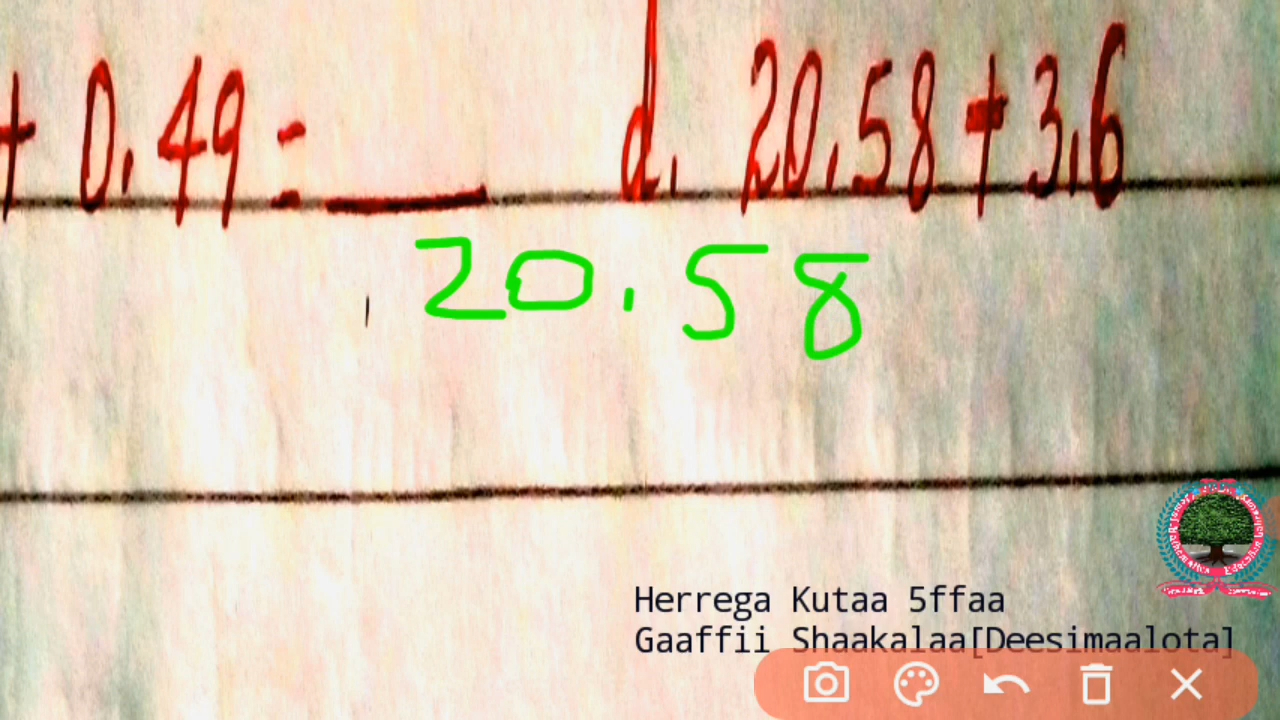 + 0.49 = ___ d. 20.58 + 3.6
20.58
Herrega Kutaa 5ffaa
Gaaffii Shaakalaa[Deesimaalota]